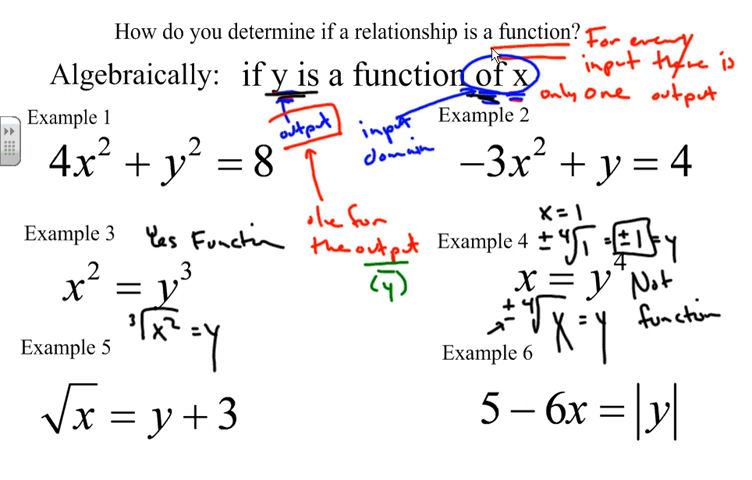 How do you determine if a relationship is a function?
For every
input there is
only one output
Algebraically: if y is a function of x
output
input
domain
Example 1
4x² + y² = 8
Example 2
−3x² + y = 4
olve for
the output
(y)
Example 3 Yes Functin
x² = y³
³√x² = y
Example 4
x = 1
± ⁴√1 = ±1 = y
x = y⁴ Not
function
± ⁴√x = y
Example 5
√x = y + 3
Example 6
5 − 6x = |y|